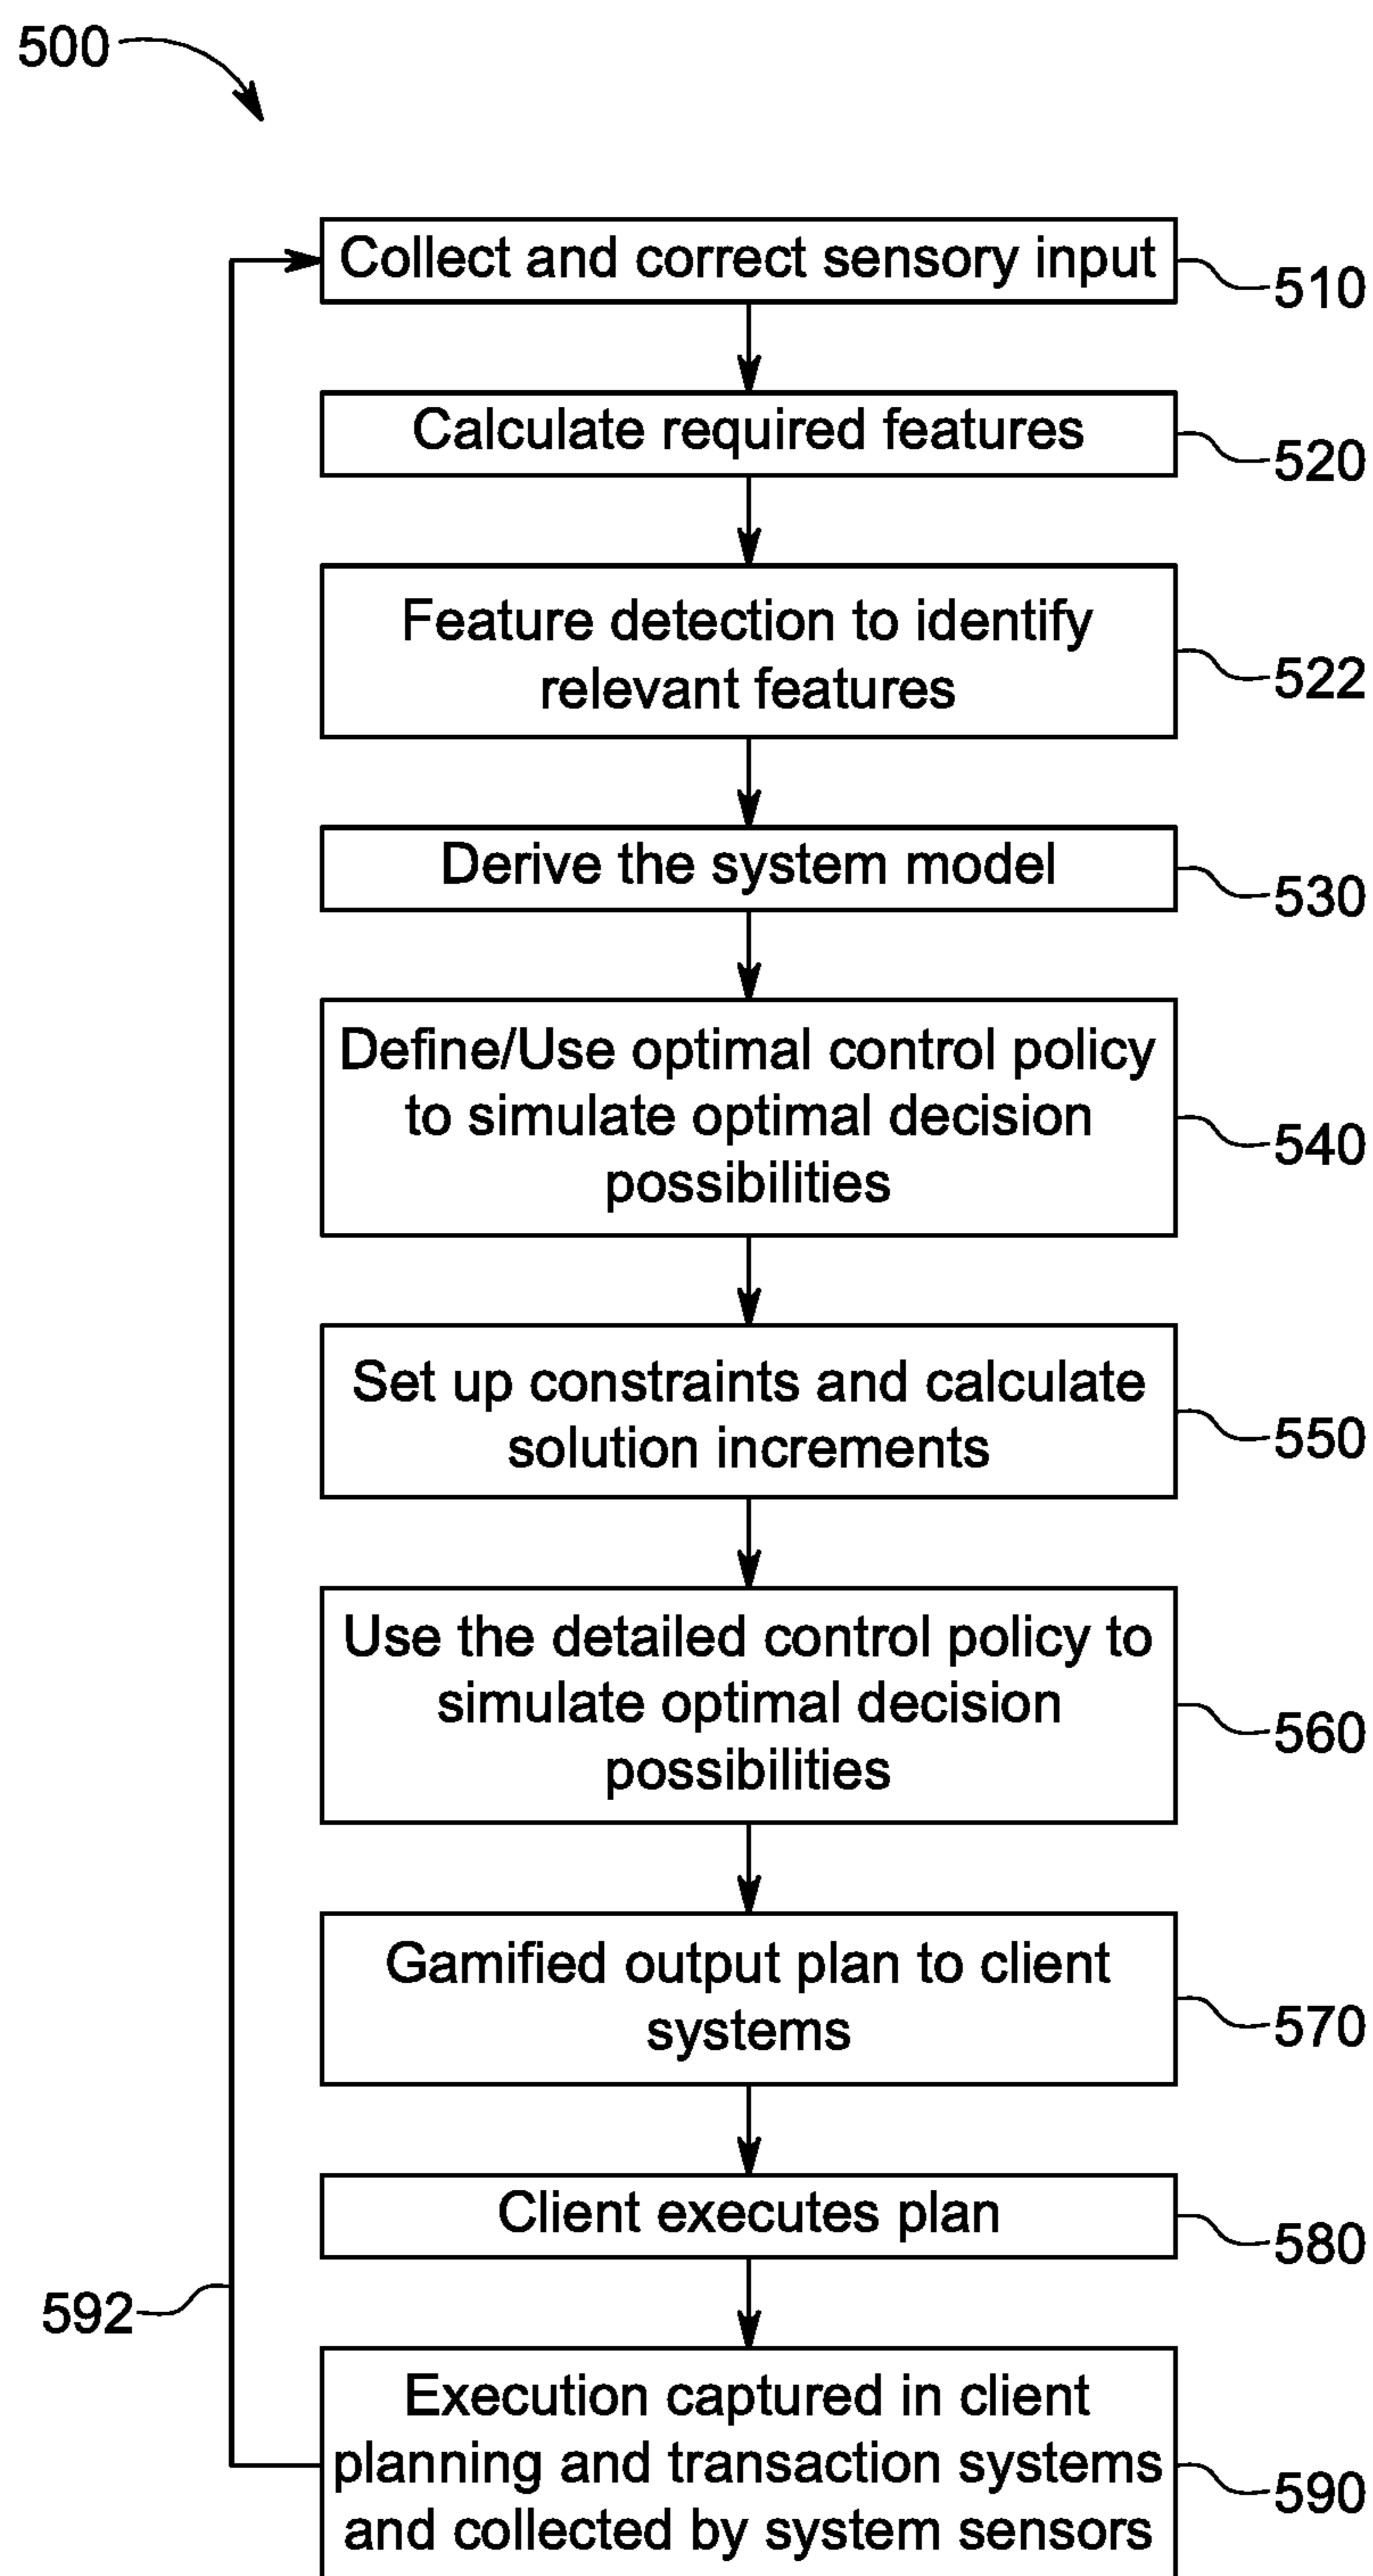 500
Collect and correct sensory input
510
Calculate required features
520
Feature detection to identify
relevant features
522
Derive the system model
530
Define/Use optimal control policy
to simulate optimal decision
possibilities
540
Set up constraints and calculate
solution increments
550
Use the detailed control policy to
simulate optimal decision
possibilities
560
Gamified output plan to client
systems
570
Client executes plan
580
592
Execution captured in client
planning and transaction systems
and collected by system sensors
590